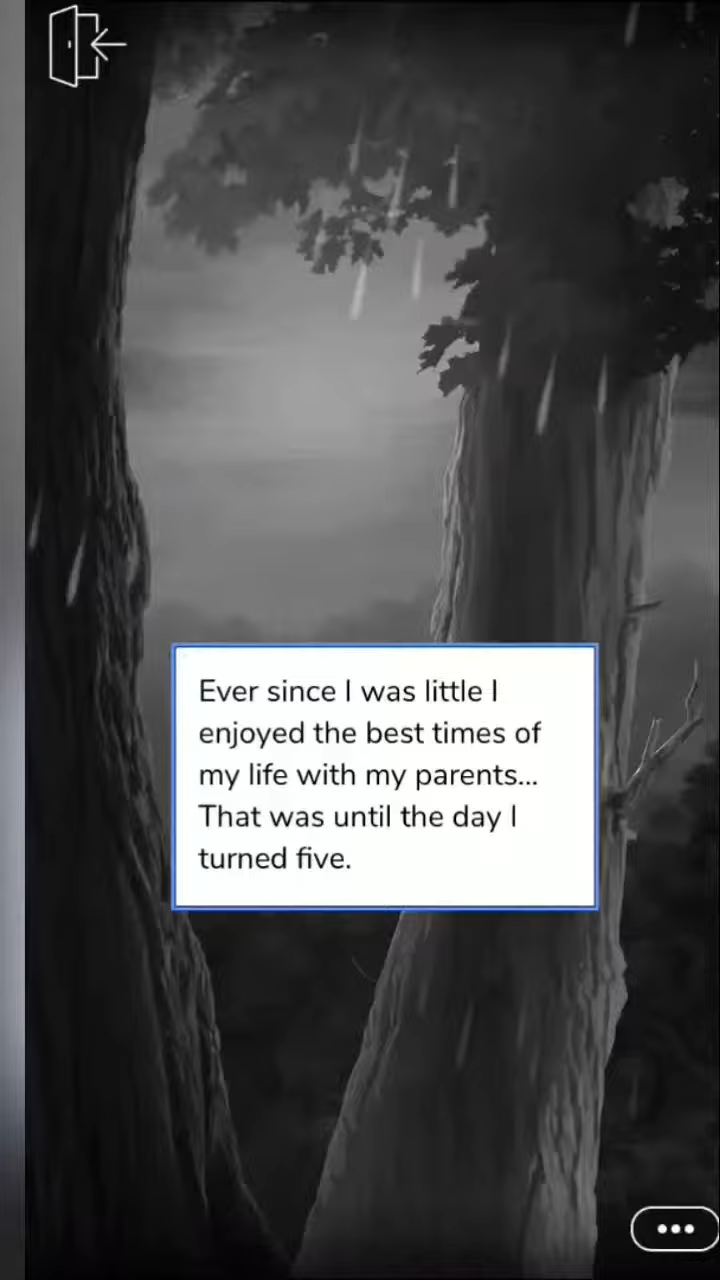 Ever since I was little I
enjoyed the best times of
my life with my parents...
That was until the day I
turned five.